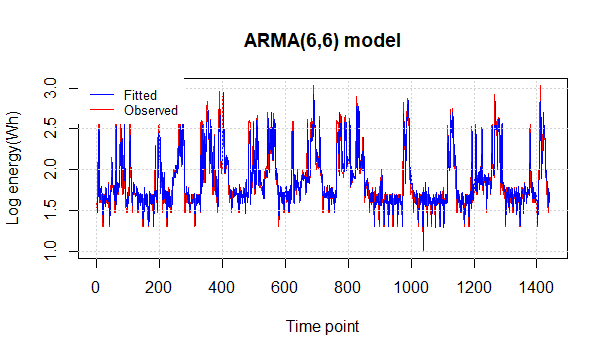 ARMA(6,6) model
Fitted
Observed
Log energy(Wh)
3.0
2.5
2.0
1.5
1.0
0 200 400 600 800 1000 1200 1400
Time point